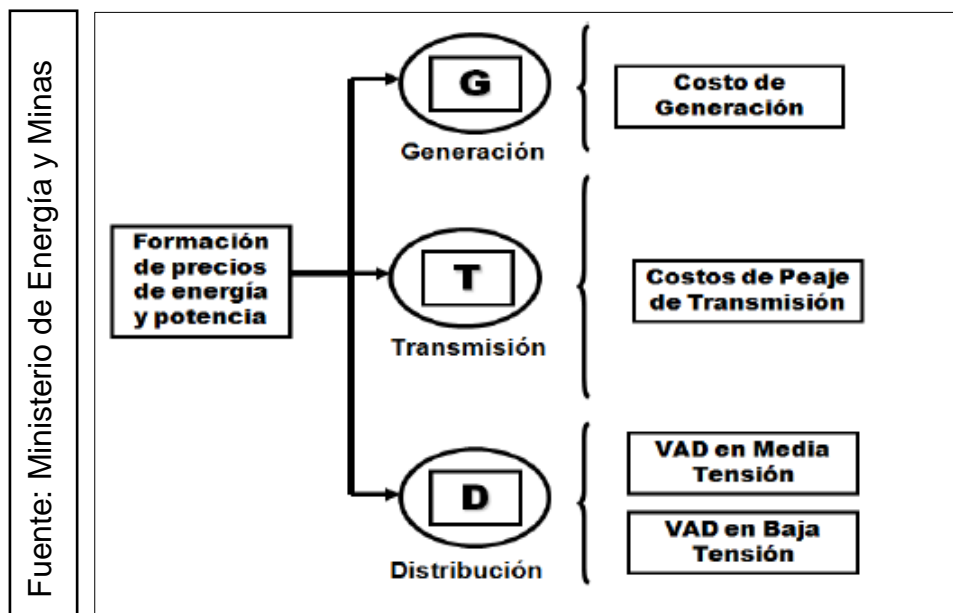 Fuente: Ministerio de Energía y Minas
Formación
de precios
de energía
y potencia
G
Generación
Costo de
Generación
T
Transmisión
Costos de Peaje
de Transmisión
D
Distribución
VAD en Media
Tensión
VAD en Baja
Tensión